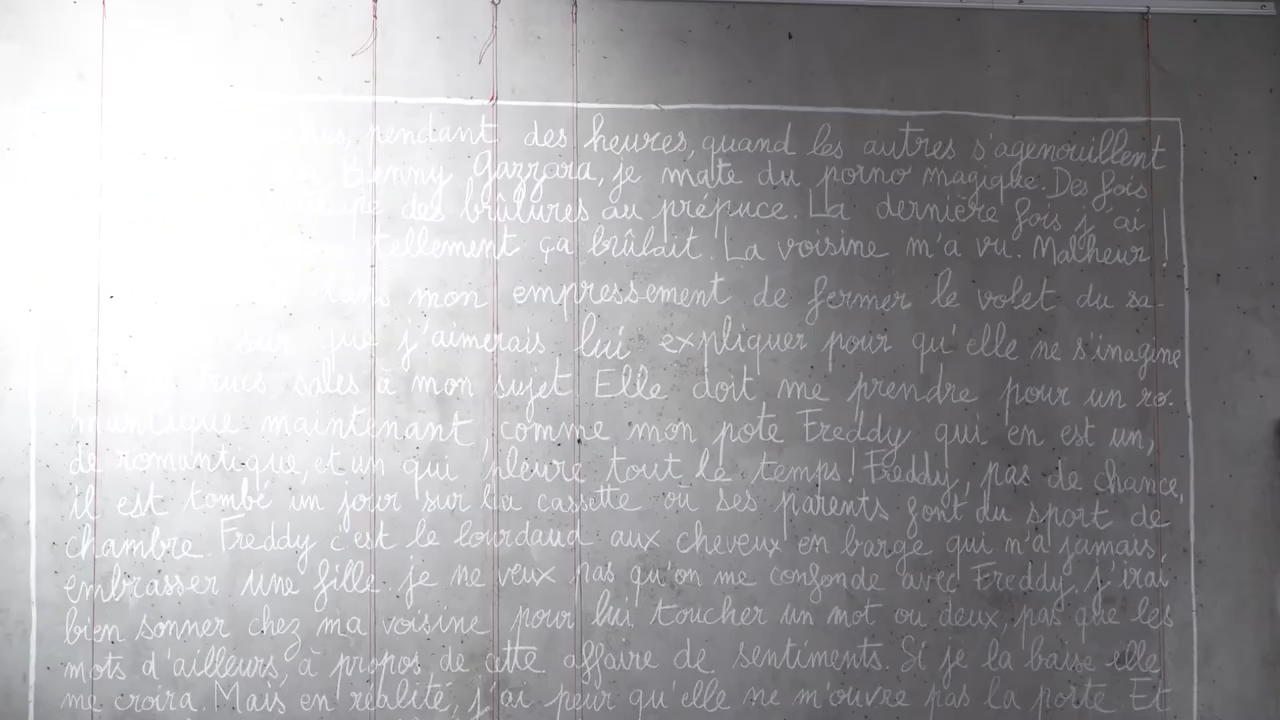 pendant des heures, quand les autres s'agenouillent
Benny Gazzara, je mate du porno magique. Des fois
des brûlures au prépuce. La dernière fois j'ai
tellement ça brûlait. La voisine m'a vu. Malheur !
dans mon empressement de fermer le volet du sa-
sur que j'aimerais lui expliquer pour qu'elle ne s'imagine
trucs sales à mon sujet Elle doit me prendre pour un ro-
mantique maintenant, comme mon pote Freddy qui en est un,
de romantique, et un qui pleure tout le temps! Freddy, pas de chance,
il est tombé un jour sur la cassette où ses parents font du sport de
chambre. Freddy c'est le lourdaud aux cheveux en barge qui n'a jamais
embrasser une fille. je ne veux pas qu'on me confonde avec Freddy. j'irai
bien sonner chez ma voisine pour lui toucher un mot ou deux, pas que les
mots d'ailleurs, à propos de cette affaire de sentiments. Si je la baise elle
me croira. Mais en réalité, j'ai peur qu'elle ne m'ouvre pas la porte. Et